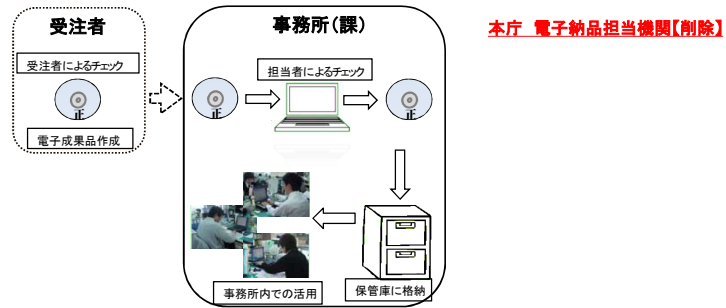 受注者
受注者によるチェック
正
電子成果品作成
事務所(課)
担当者によるチェック
正
正
事務所内での活用
保管庫に格納
本庁 電子納品担当機関【削除】